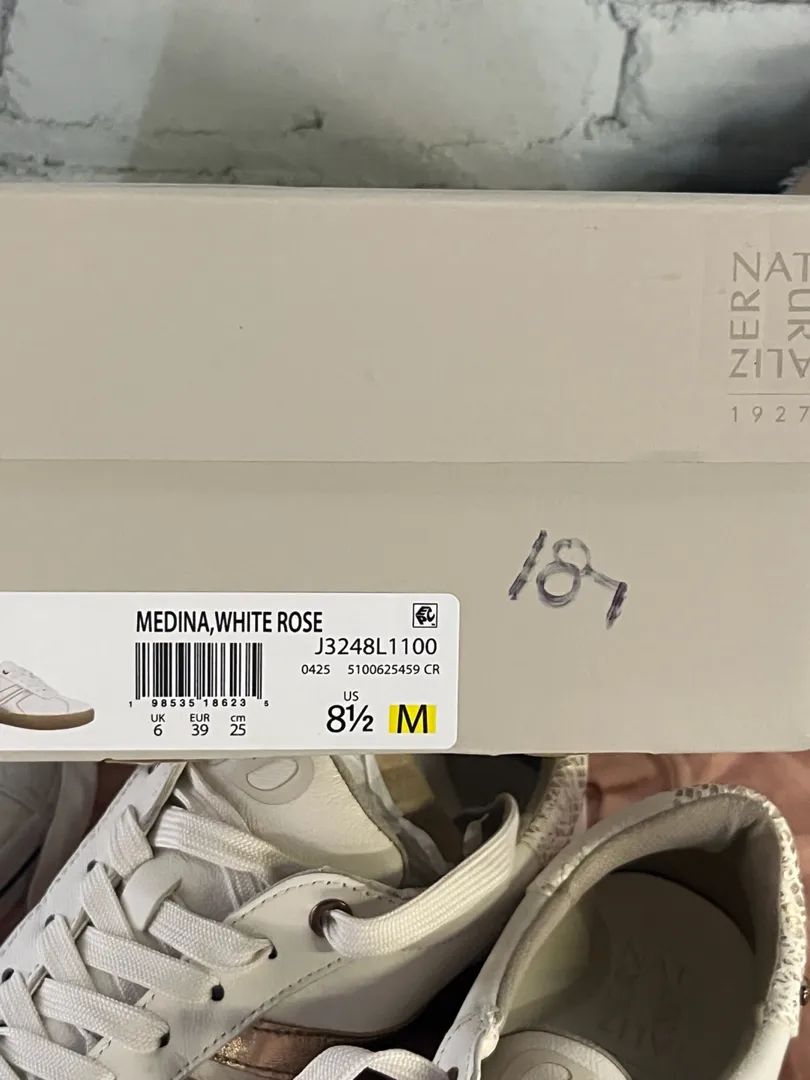 NAT
UR
ALIZ
ER
1927
189
MEDINA,WHITE ROSE
J3248L1100
0425 5100625459 CR
1 98535 18623 5
US
UK EUR cm
8½ M
6 39 25